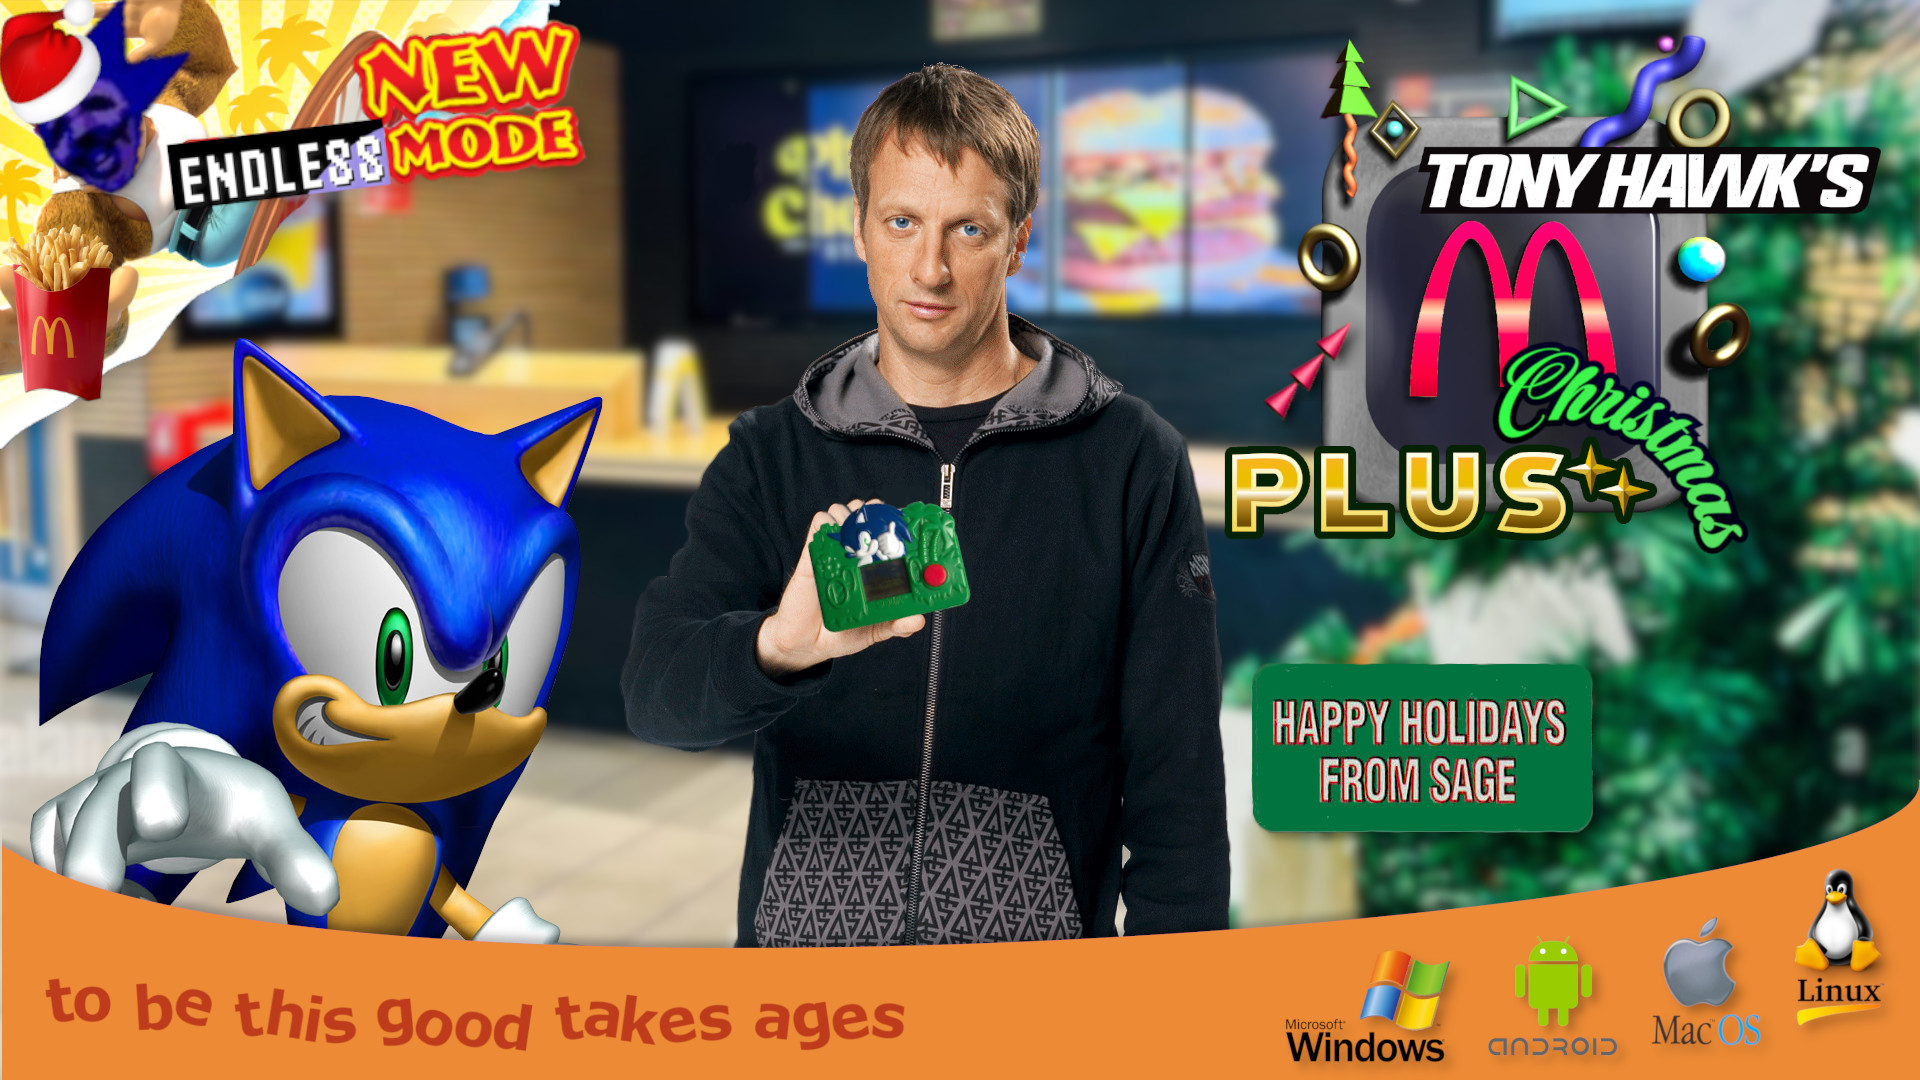 NEW
MODE
ENDLESS
TONY HAWK'S
M
Christmas
PLUS
HAPPY HOLIDAYS
FROM SAGE
to be this good takes ages
Microsoft
Windows
ANDROID
Mac OS
Linux